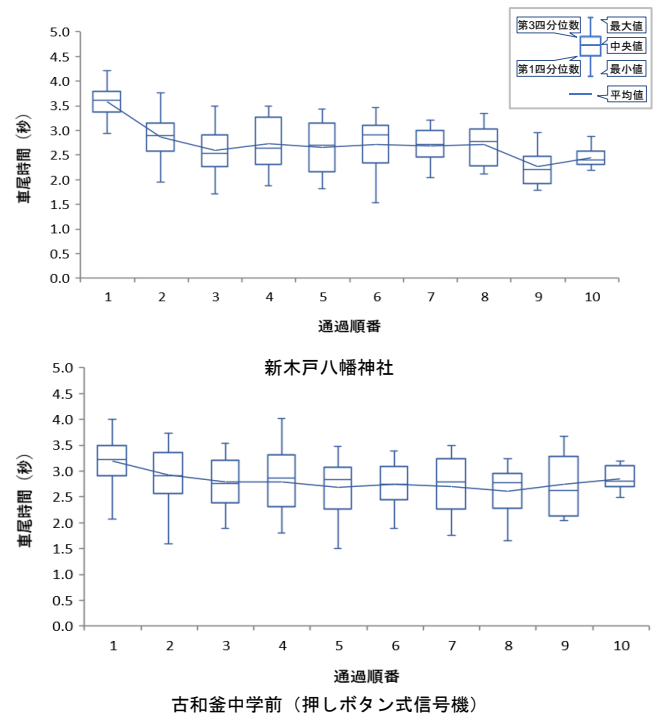 第3四分位数
最大値
中央値
第1四分位数
最小値
平均値
車尾時間（秒）
5.0
4.5
4.0
3.5
3.0
2.5
2.0
1.5
1.0
0.5
0.0
1 2 3 4 5 6 7 8 9 10
通過順番
新木戸八幡神社
車尾時間（秒）
5.0
4.5
4.0
3.5
3.0
2.5
2.0
1.5
1.0
0.5
0.0
1 2 3 4 5 6 7 8 9 10
通過順番
古和釜中学前（押しボタン式信号機）